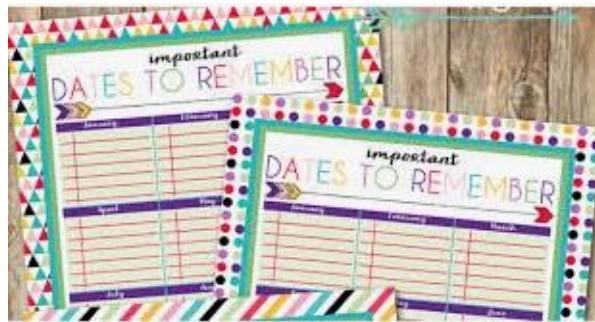 important
DATES TO REMEMBER
January February
April May
July
important
DATES TO REMEMBER
January February March
June